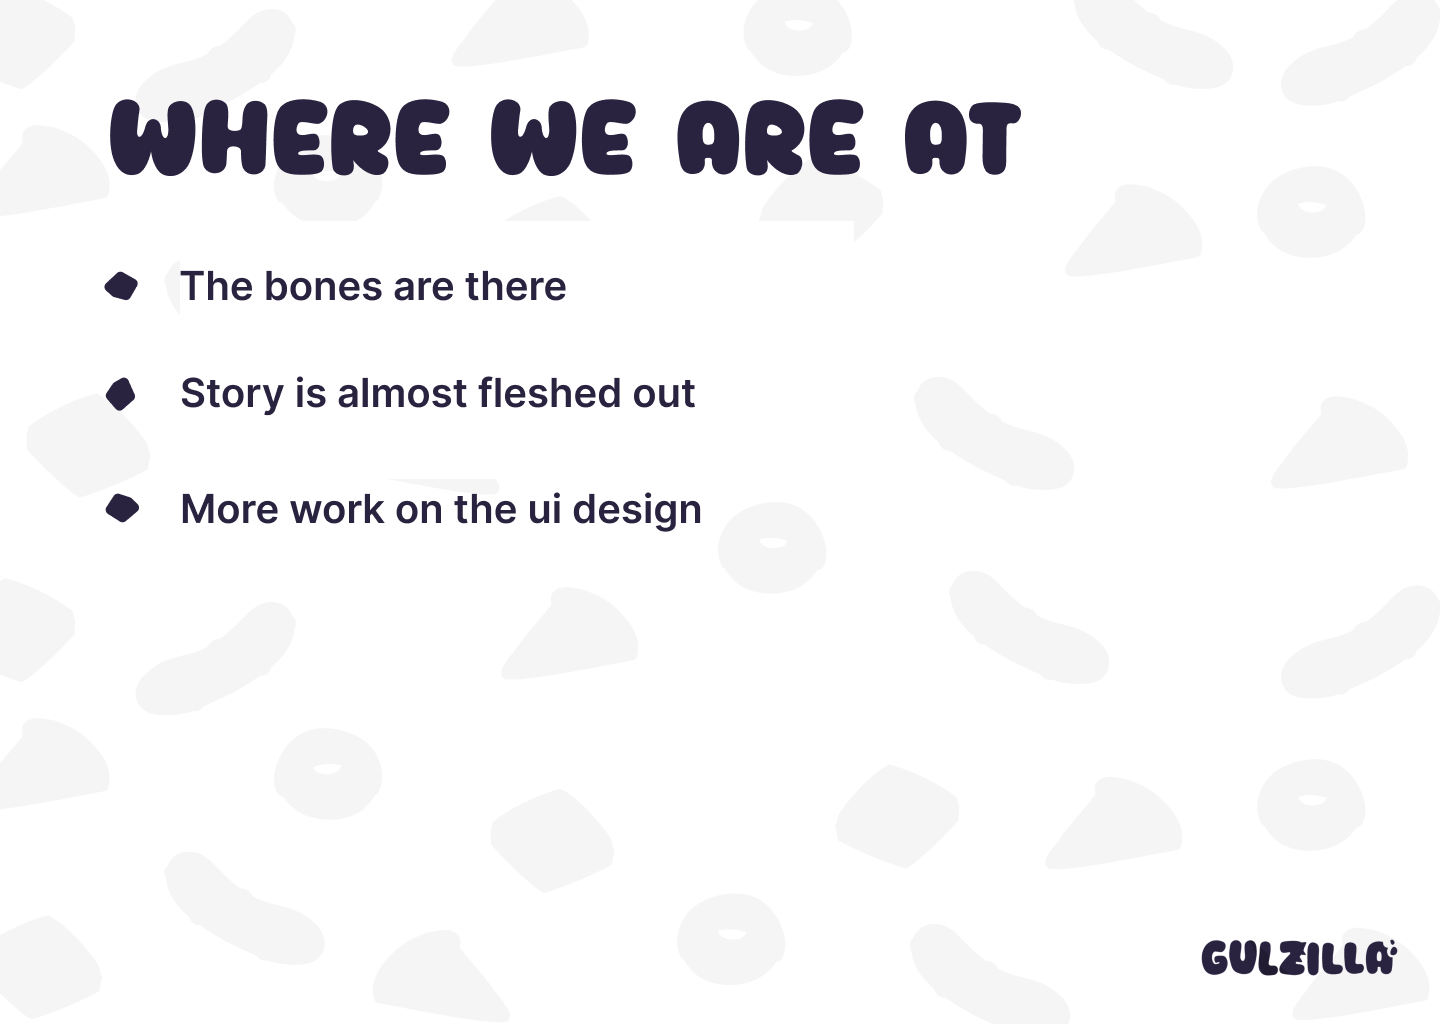 WHERE WE ARE AT
The bones are there
Story is almost fleshed out
More work on the ui design
GULZILLA